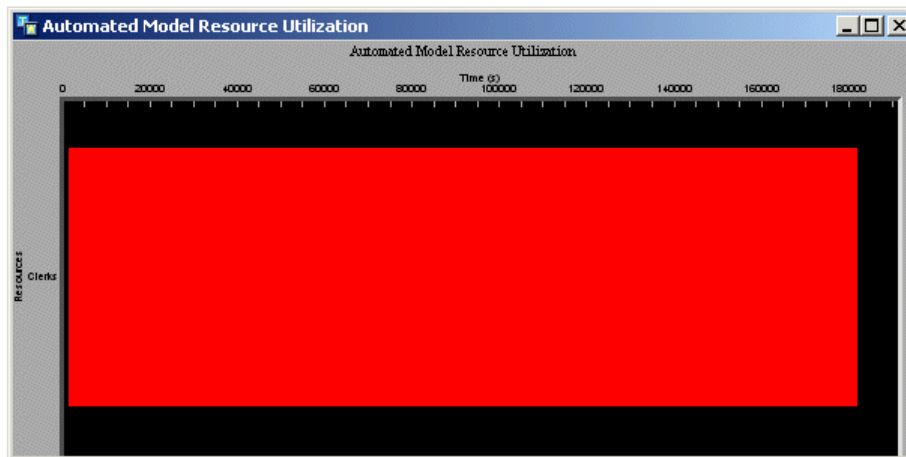 Automated Model Resource Utilization
Automated Model Resource Utilization
Time (s)
0 20000 40000 60000 80000 100000 120000 140000 160000 180000
Resources
Clerks